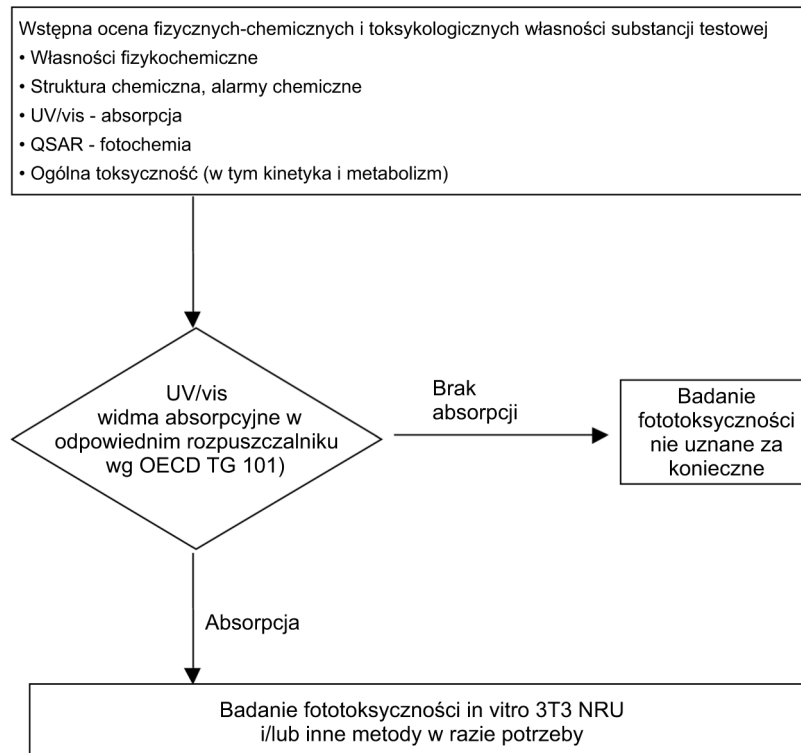 Wstępna ocena fizycznych-chemicznych i toksykologicznych własności substancji testowej
• Własności fizykochemiczne
• Struktura chemiczna, alarmy chemiczne
• UV/vis - absorpcja
• QSAR - fotochemia
• Ogólna toksyczność (w tym kinetyka i metabolizm)
UV/vis
widma absorpcyjne w
odpowiednim rozpuszczalniku
wg OECD TG 101)
Brak
absorpcji
Badanie
fototoksyczności
nie uznane za
konieczne
Absorpcja
Badanie fototoksyczności in vitro 3T3 NRU
i/lub inne metody w razie potrzeby